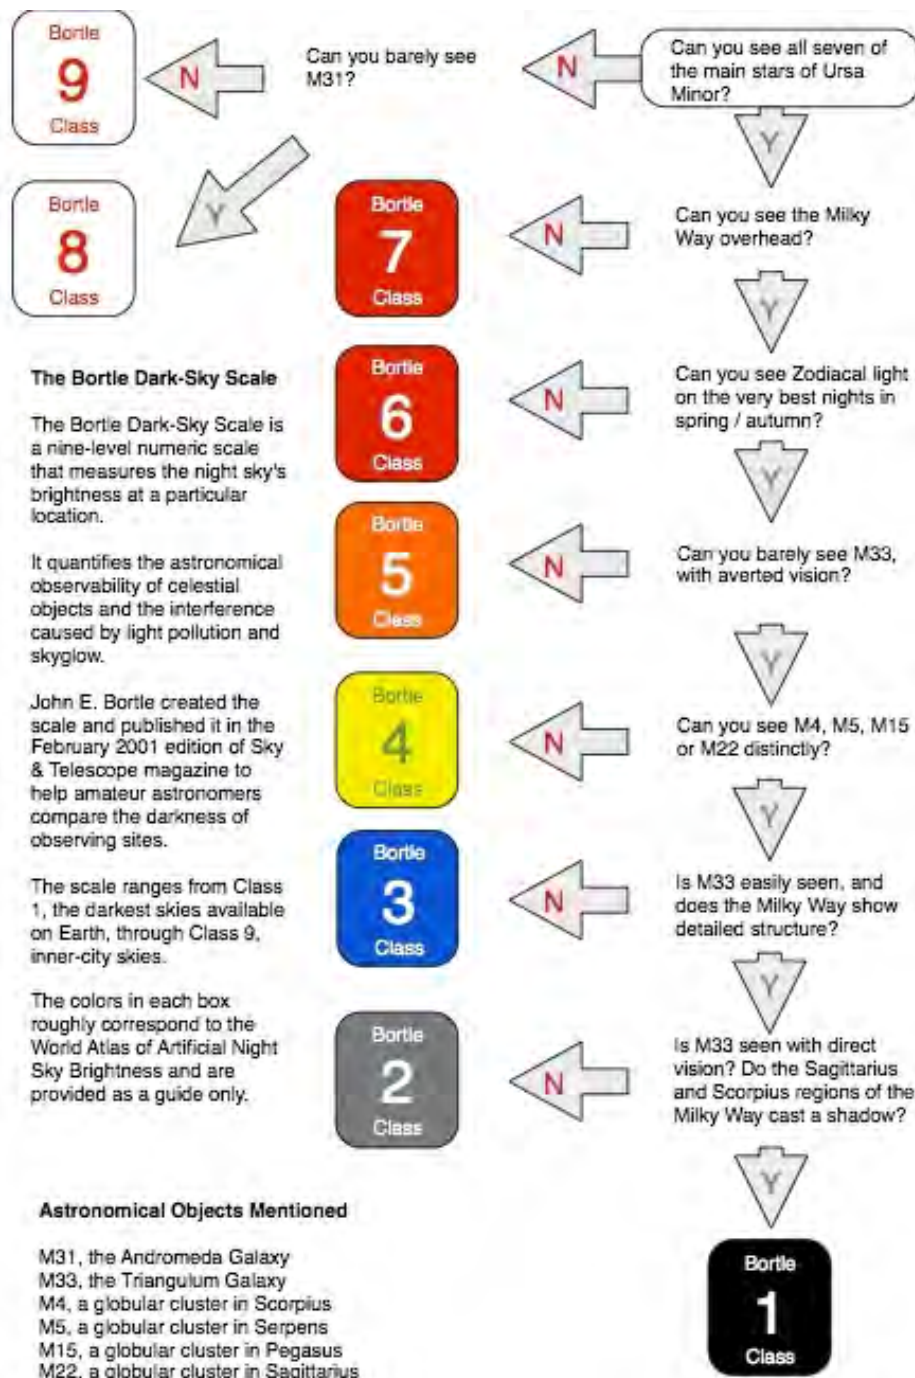 Bortle
9
Class
N
Can you barely see
M31?
N
Can you see all seven of
the main stars of Ursa
Minor?
Y
Y
Bortle
8
Class
Bortle
7
Class
N
Can you see the Milky
Way overhead?
Y
Bortle
6
Class
N
Can you see Zodiacal light
on the very best nights in
spring / autumn?
Y
Bortle
5
Class
N
Can you barely see M33,
with averted vision?
Y
Bortle
4
Class
N
Can you see M4, M5, M15
or M22 distinctly?
Y
Bortle
3
Class
N
Is M33 easily seen, and
does the Milky Way show
detailed structure?
Y
Bortle
2
Class
N
Is M33 seen with direct
vision? Do the Sagittarius
and Scorpius regions of the
Milky Way cast a shadow?
Y
Bortle
1
Class
The Bortle Dark-Sky Scale
The Bortle Dark-Sky Scale is
a nine-level numeric scale
that measures the night sky's
brightness at a particular
location.
It quantifies the astronomical
observability of celestial
objects and the interference
caused by light pollution and
skyglow.
John E. Bortle created the
scale and published it in the
February 2001 edition of Sky
& Telescope magazine to
help amateur astronomers
compare the darkness of
observing sites.
The scale ranges from Class
1, the darkest skies available
on Earth, through Class 9,
inner-city skies.
The colors in each box
roughly correspond to the
World Atlas of Artificial Night
Sky Brightness and are
provided as a guide only.
Astronomical Objects Mentioned
M31, the Andromeda Galaxy
M33, the Triangulum Galaxy
M4, a globular cluster in Scorpius
M5, a globular cluster in Serpens
M15, a globular cluster in Pegasus
M22, a globular cluster in Sagittarius